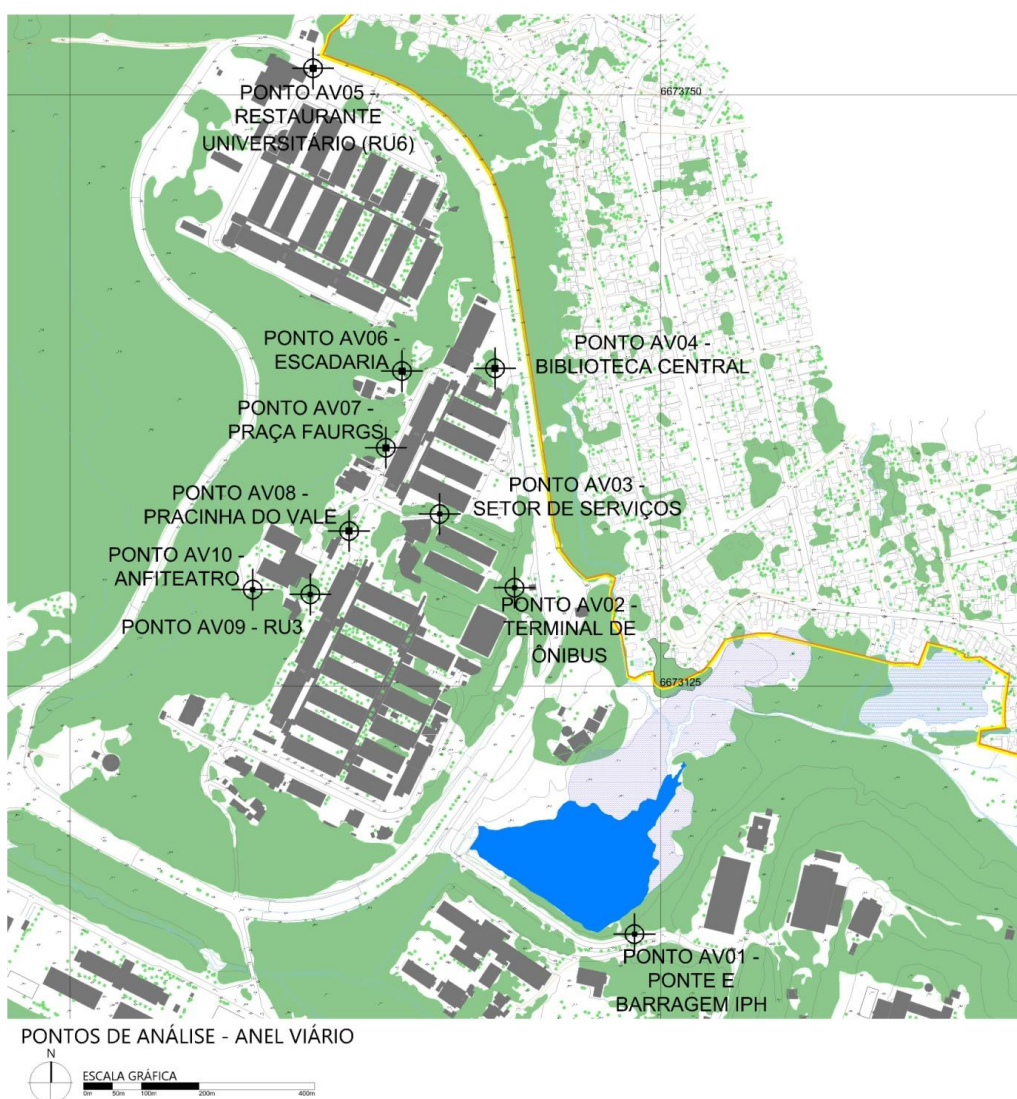 PONTO AV05 -
RESTAURANTE
UNIVERSITÁRIO (RU6)
6673750
PONTO AV06 -
ESCADARIA
PONTO AV04 -
BIBLIOTECA CENTRAL
PONTO AV07 -
PRAÇA FAURGS
PONTO AV08 -
PRACINHA DO VALE
PONTO AV03 -
SETOR DE SERVIÇOS
PONTO AV10 -
ANFITEATRO
PONTO AV09 - RU3
PONTO AV02 -
TERMINAL DE
ÔNIBUS
6673125
PONTO AV01 -
PONTE E
BARRAGEM IPH
PONTOS DE ANÁLISE - ANEL VIÁRIO
N
ESCALA GRÁFICA
0m 50m 100m 200m 400m